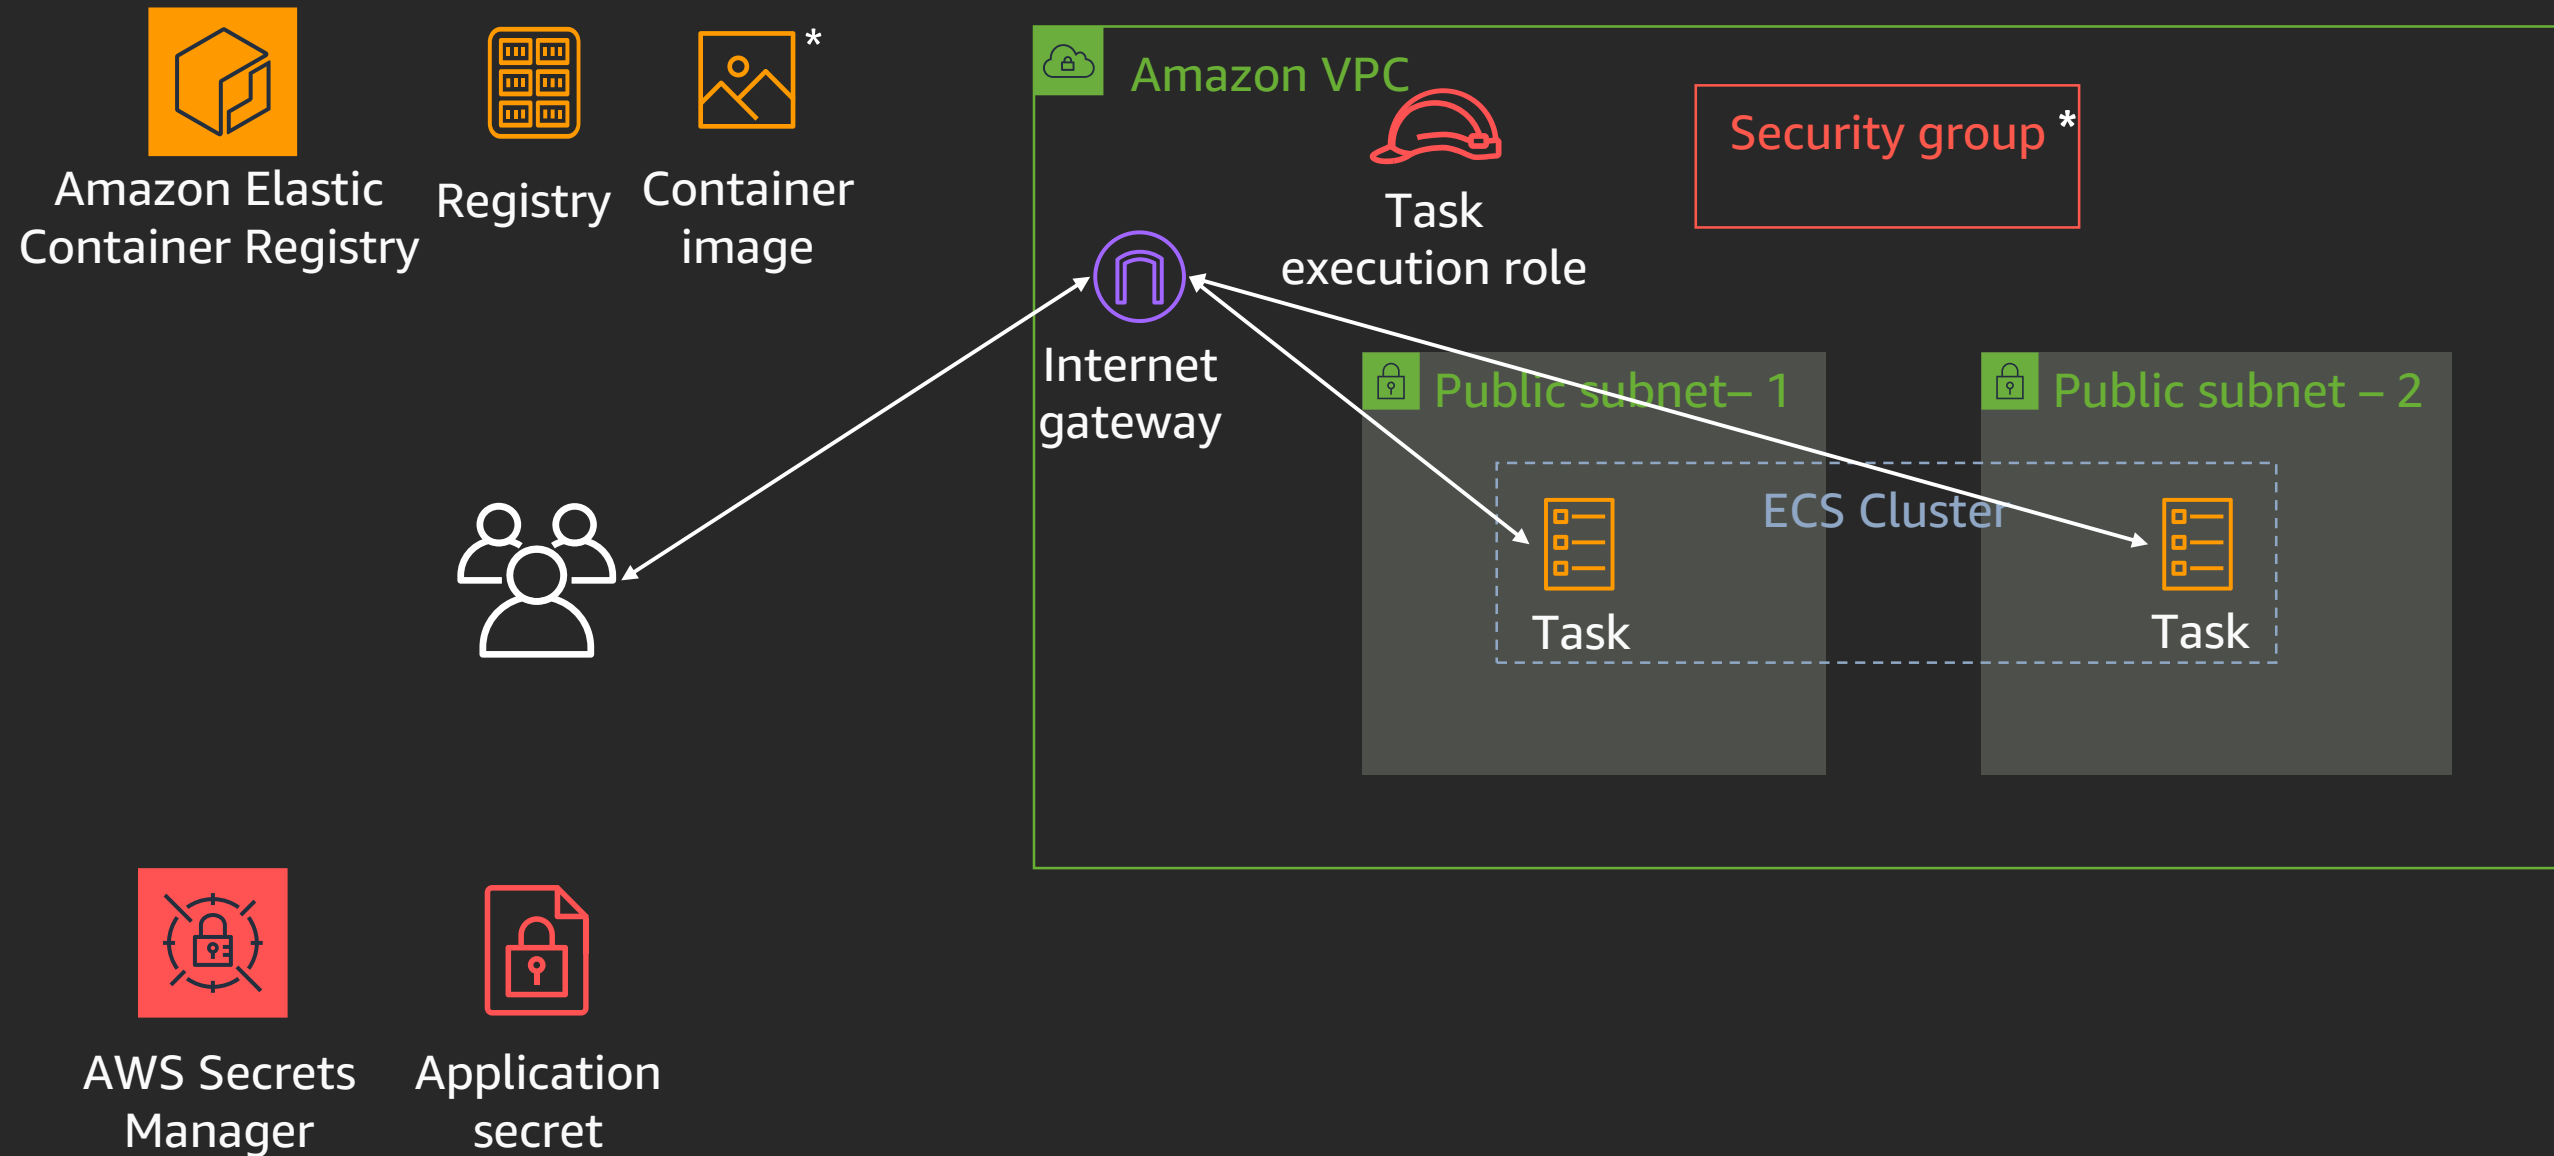 Amazon Elastic
Container Registry
Registry
Container
image
*
Amazon VPC
Task
execution role
Security group *
Internet
gateway
Public subnet– 1
Public subnet – 2
ECS Cluster
Task
Task
AWS Secrets
Manager
Application
secret